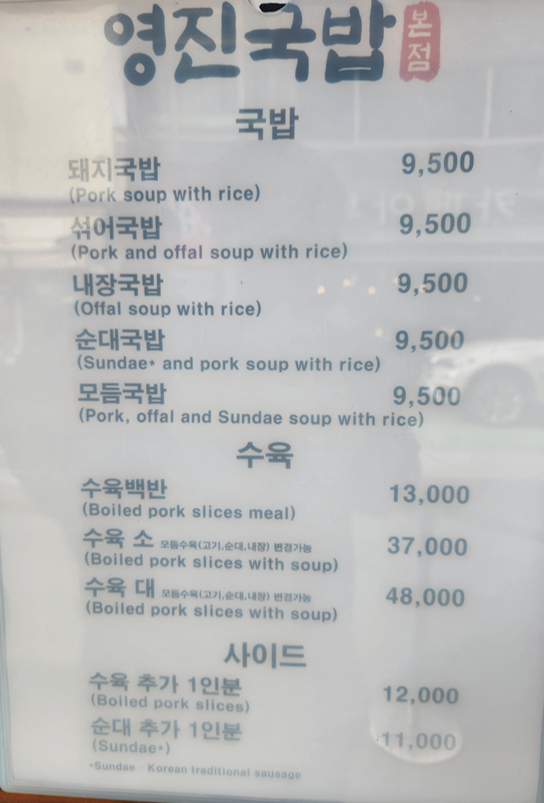 영진국밥 본점
국밥
돼지국밥 9,500
(Pork soup with rice)
섞어국밥 9,500
(Pork and offal soup with rice)
내장국밥 9,500
(Offal soup with rice)
순대국밥 9,500
(Sundae* and pork soup with rice)
모듬국밥 9,500
(Pork, offal and Sundae soup with rice)
수육
수육백반 13,000
(Boiled pork slices meal)
수육 소 모듬수육(고기,순대,내장) 변경가능 37,000
(Boiled pork slices with soup)
수육 대 모듬수육(고기,순대,내장) 변경가능 48,000
(Boiled pork slices with soup)
사이드
수육 추가 1인분 12,000
(Boiled pork slices)
순대 추가 1인분 11,000
(Sundae*)
*Sundae Korean traditional sausage